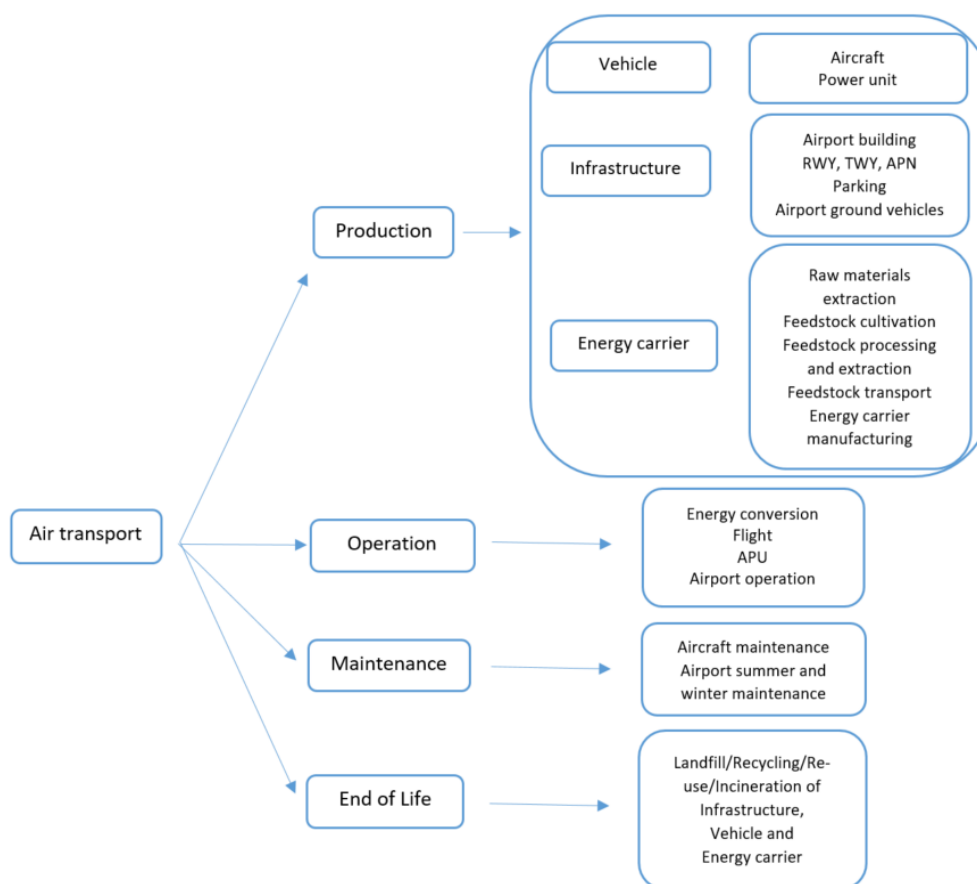 Vehicle
Aircraft
Power unit
Infrastructure
Airport building
RWY, TWY, APN
Parking
Airport ground vehicles
Production
Energy carrier
Raw materials
extraction
Feedstock cultivation
Feedstock processing
and extraction
Feedstock transport
Energy carrier
manufacturing
Air transport
Operation
Energy conversion
Flight
APU
Airport operation
Maintenance
Aircraft maintenance
Airport summer and
winter maintenance
End of Life
Landfill/Recycling/Re-
use/Incineration of
Infrastructure,
Vehicle and
Energy carrier